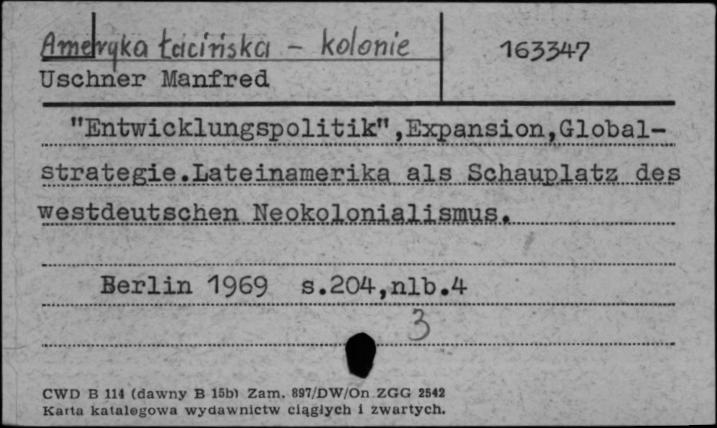 Ameryka Łacińska – kolonie
163347
Uschner Manfred
"Entwicklungspolitik",Expansion,Global-
strategie.Lateinamerika als Schauplatz des
westdeutschen Neokolonialismus.
Berlin 1969 s.204,nlb.4
3
CWD B 114 (dawny B 15b) Zam. 897/DW/On ZGG 2542
Karta katalogowa wydawnictw ciągłych i zwartych.